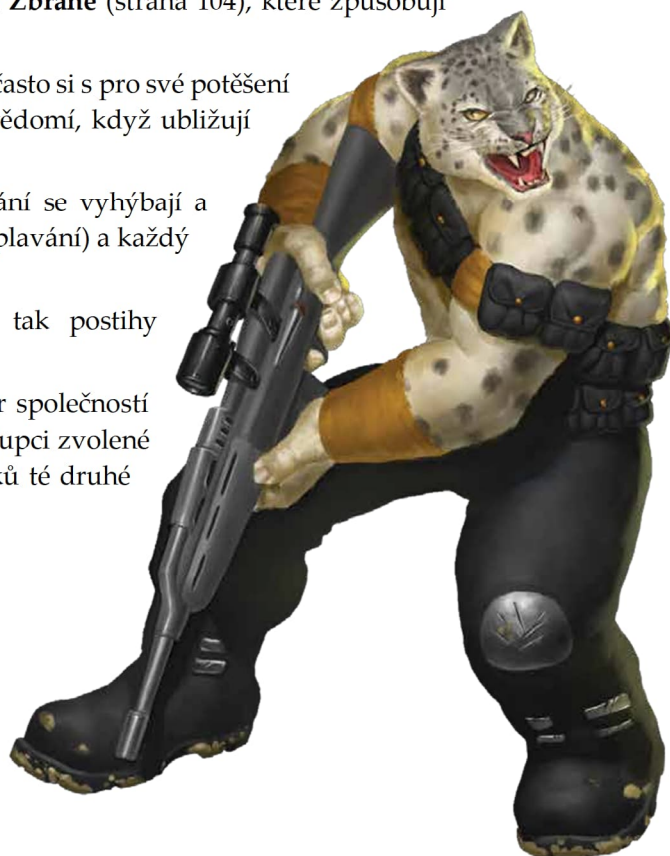 Zbraně (strana 104), které způsobují
často si s pro své potěšení
ědomí, když ubližují
ání se vyhýbají a
plavání) a každý
tak postihy
společností
upci zvolené
ků té druhé